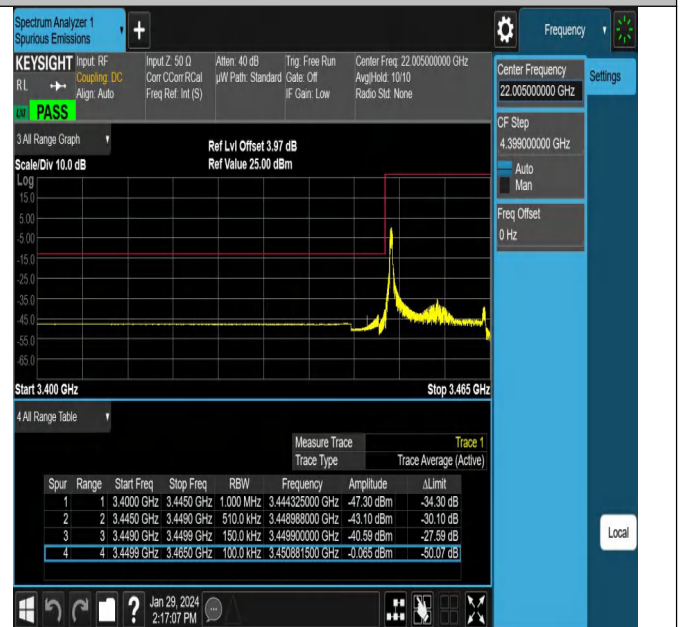 Spectrum Analyzer 1
Spurious Emissions
+
Frequency
KEYSIGHT Input: RF Input Z: 50 Ω Atten: 40 dB Trig: Free Run Center Freq: 22.005000000 GHz
RL Coupling: DC Corr CCorr RCal µW Path: Standard Gate: Off Avg|Hold: 10/10
Align: Auto Freq Ref: Int (S) IF Gain: Low Radio Std: None
LXI PASS
Center Frequency
22.005000000 GHz
Settings
CF Step
4.399000000 GHz
Auto
Man
Freq Offset
0 Hz
3 All Range Graph
Ref Lvl Offset 3.97 dB
Scale/Div 10.0 dB Ref Value 25.00 dBm
Log
15.0
5.00
-5.00
-15.0
-25.0
-35.0
-45.0
-55.0
-65.0
Start 3.400 GHz Stop 3.465 GHz
4 All Range Table
Measure Trace Trace 1
Trace Type Trace Average (Active)
Spur Range Start Freq Stop Freq RBW Frequency Amplitude ΔLimit
1 1 3.4000 GHz 3.4450 GHz 1.000 MHz 3.444325000 GHz -47.30 dBm -34.30 dB
2 2 3.4450 GHz 3.4490 GHz 510.0 kHz 3.448988000 GHz -43.10 dBm -30.10 dB
3 3 3.4490 GHz 3.4499 GHz 150.0 kHz 3.449900000 GHz -40.59 dBm -27.59 dB
4 4 3.4499 GHz 3.4650 GHz 100.0 kHz 3.450881500 GHz -0.065 dBm -50.07 dB
Local
? Jan 29, 2024
2:17:07 PM